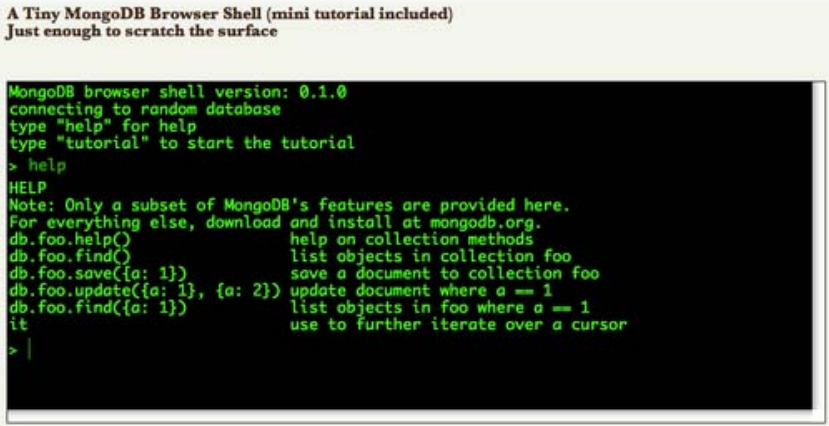 A Tiny MongoDB Browser Shell (mini tutorial included)
Just enough to scratch the surface
MongoDB browser shell version: 0.1.0
connecting to random database
type "help" for help
type "tutorial" to start the tutorial
> help
HELP
Note: Only a subset of MongoDB's features are provided here.
For everything else, download and install at mongodb.org.
db.foo.help() help on collection methods
db.foo.find() list objects in collection foo
db.foo.save({a: 1}) save a document to collection foo
db.foo.update({a: 1}, {a: 2}) update document where a == 1
db.foo.find({a: 1}) list objects in foo where a == 1
it use to further iterate over a cursor
>